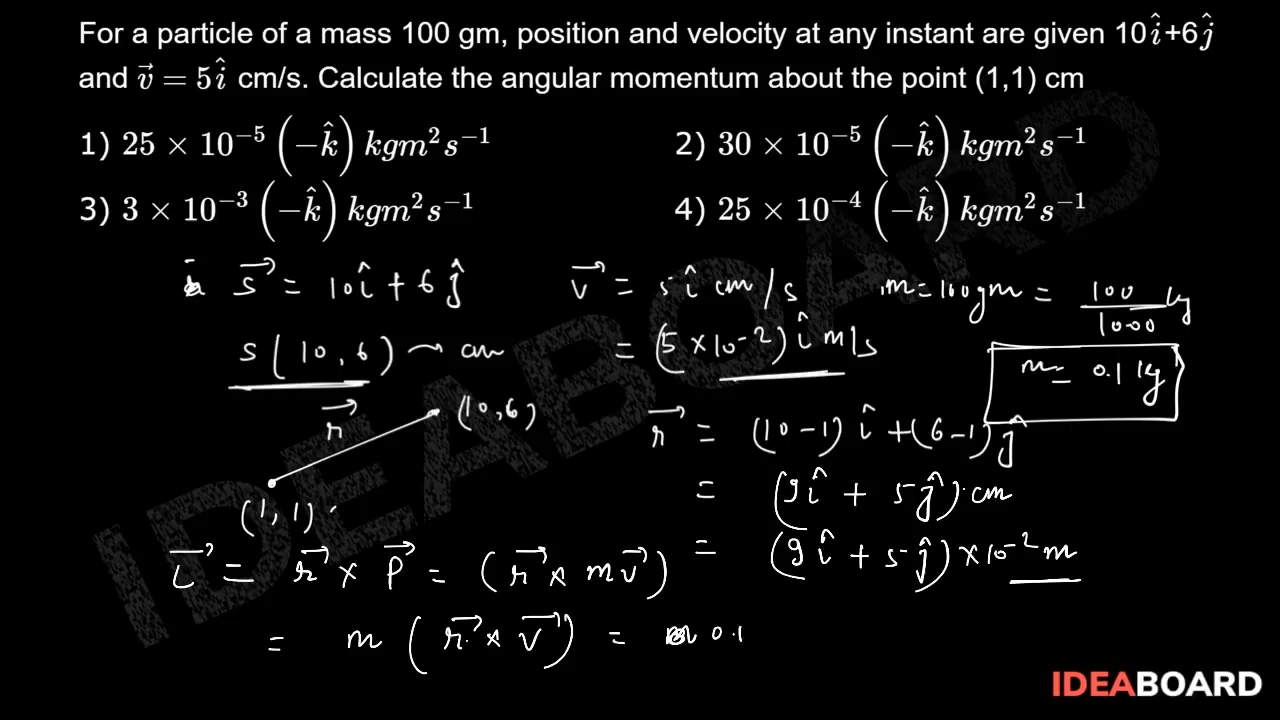 For a particle of a mass 100 gm, position and velocity at any instant are given 10î+6ĵ
and v⃗ = 5î cm/s. Calculate the angular momentum about the point (1,1) cm
1) 25 × 10⁻⁵ (−k̂) kgm²s⁻¹ 2) 30 × 10⁻⁵ (−k̂) kgm²s⁻¹
3) 3 × 10⁻³ (−k̂) kgm²s⁻¹ 4) 25 × 10⁻⁴ (−k̂) kgm²s⁻¹
s⃗ = 10î + 6ĵ v⃗ = 5î cm/s m = 100gm = 100/1000 kg
s(10,6) → cm = (5 × 10⁻²) î m/s m = 0.1 kg
r⃗ (10,6) r⃗ = (10−1) î + (6−1) ĵ
= (9î + 5ĵ) cm
(1,1)
= (9î + 5ĵ) × 10⁻² m
L⃗ = r⃗ × P⃗ = (r⃗ × mv⃗)
= m (r⃗ × v⃗) = 0.1
IDEABOARD
IDEABOARD